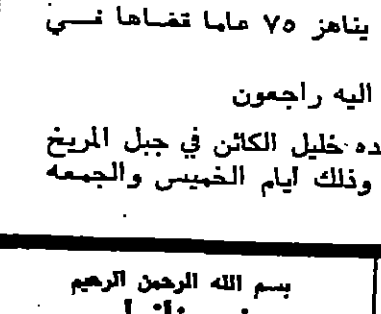 يناهز ٧٥ عاما قضاها فـــي
اليه راجعون
ده خليل الكائن في جبل المريخ
وذلك ايام الخميس والجمعه
بسم الله الرحمن الرحيم